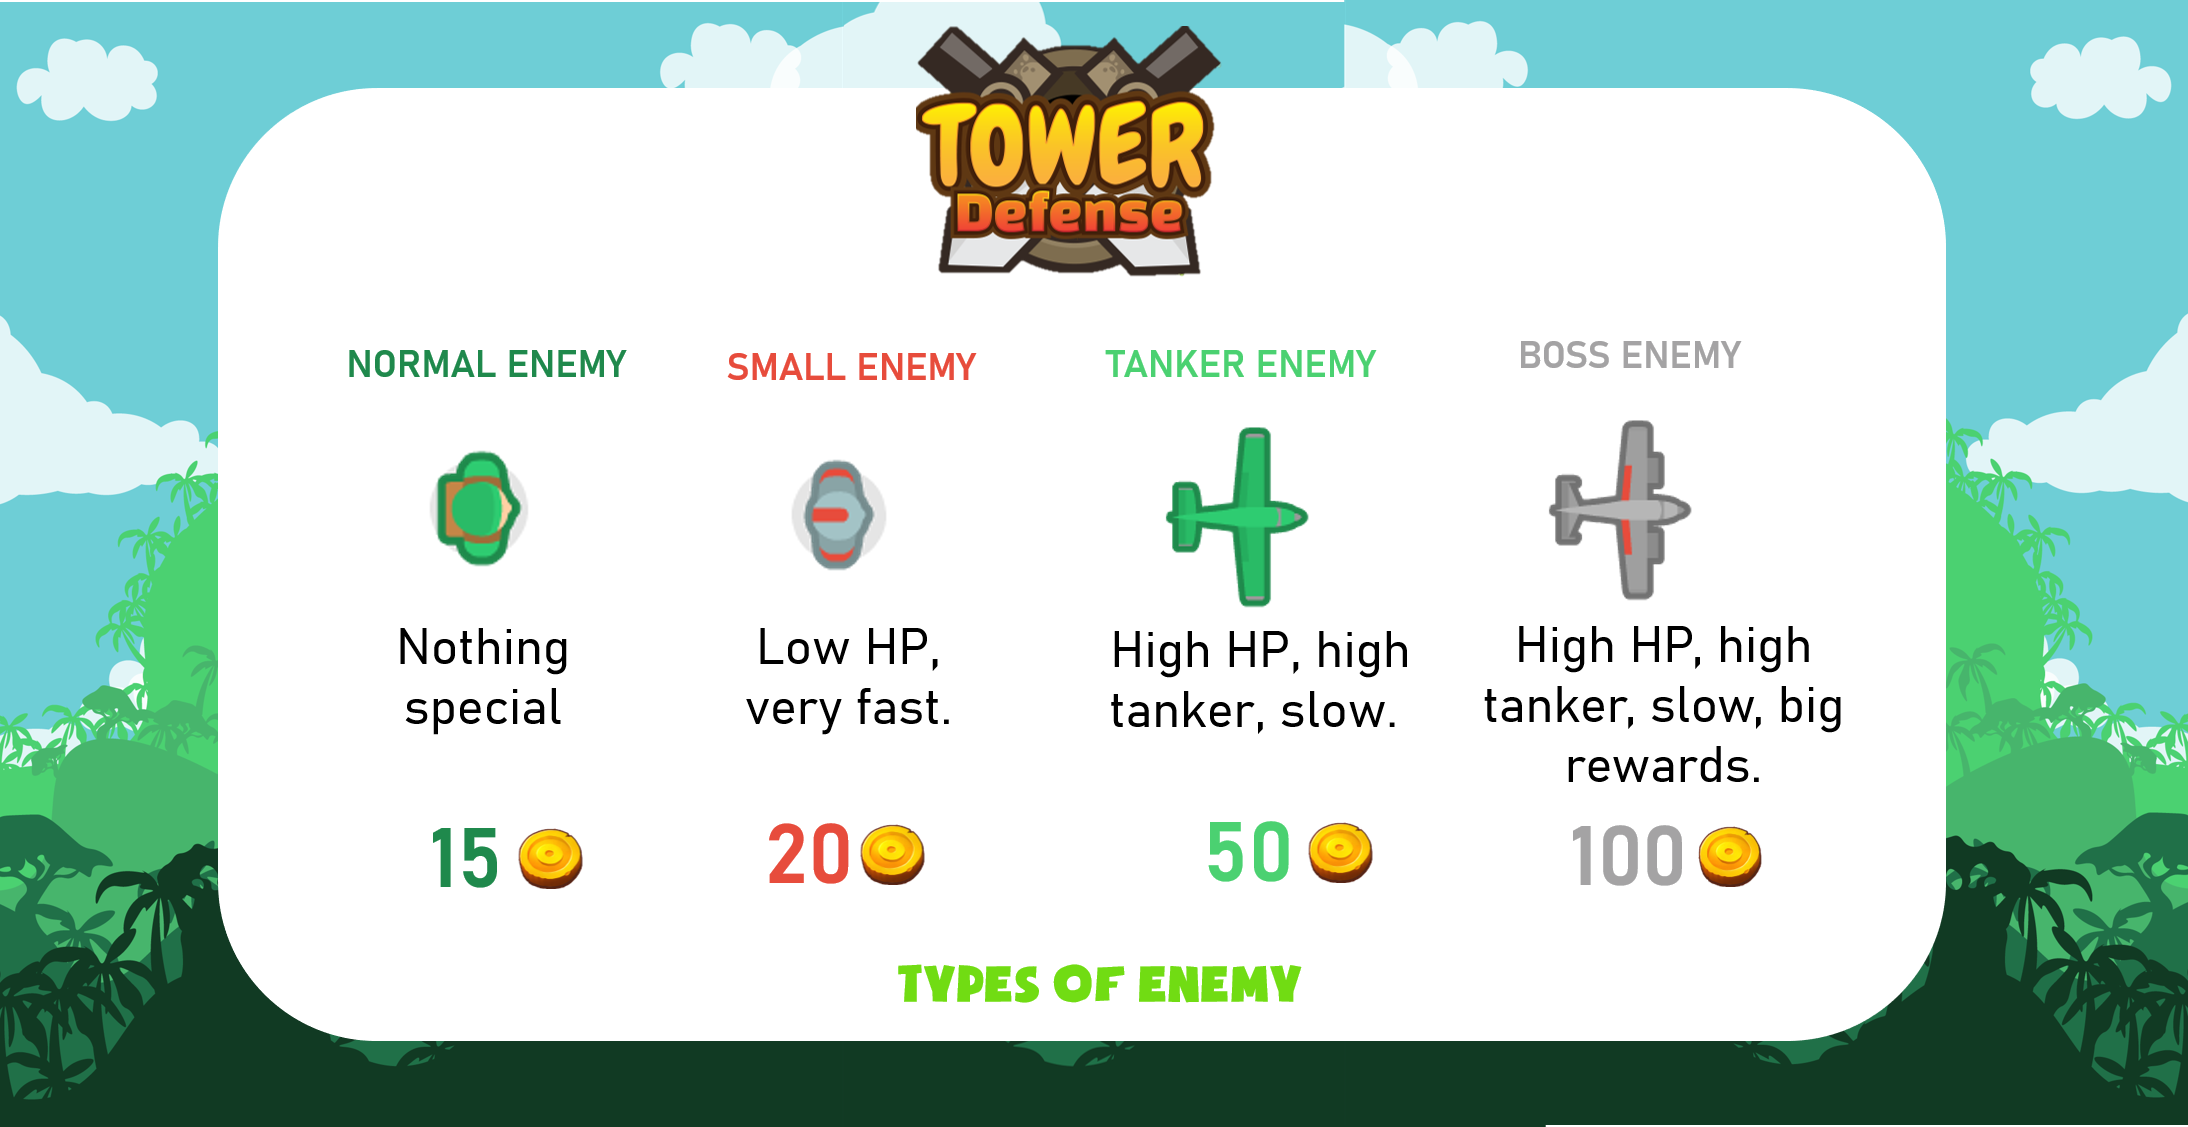 TOWER
Defense
NORMAL ENEMY
SMALL ENEMY
TANKER ENEMY
BOSS ENEMY
Nothing
special
Low HP,
very fast.
High HP, high
tanker, slow.
High HP, high
tanker, slow, big
rewards.
15
20
50
100
TYPES OF ENEMY